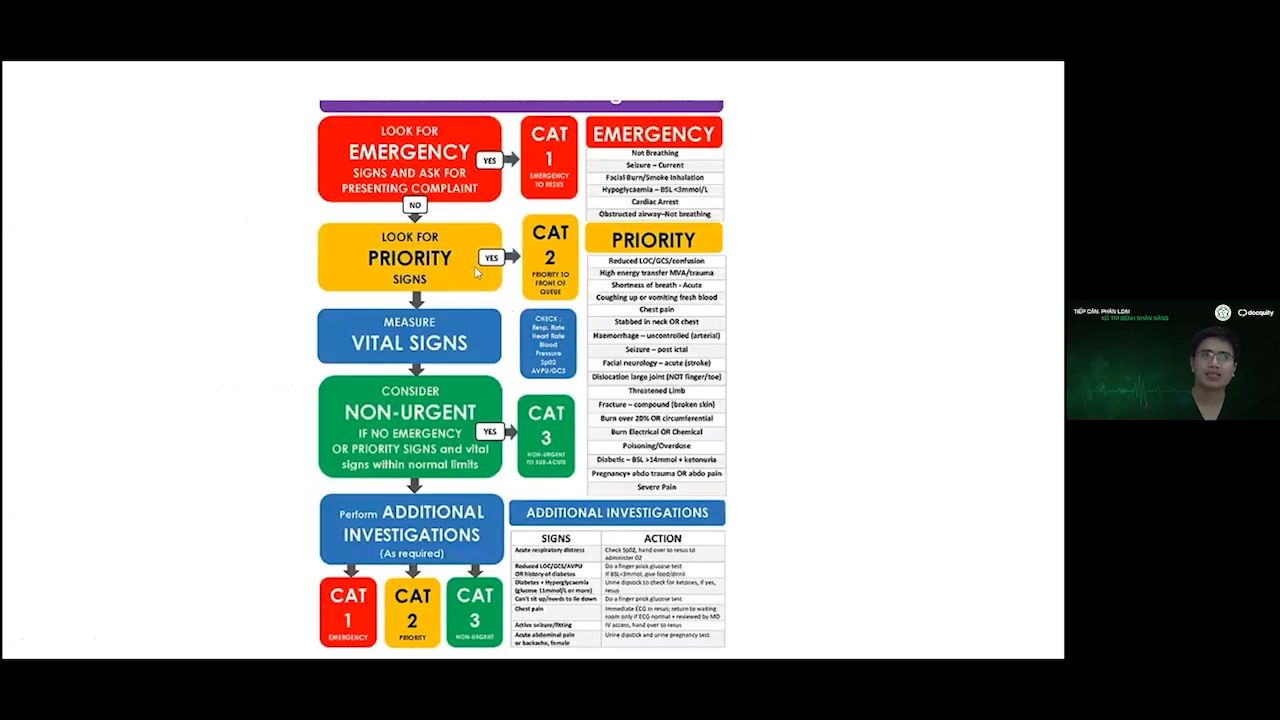 LOOK FOR
EMERGENCY
SIGNS AND ASK FOR
PRESENTING COMPLAINT
YES
CAT
1
EMERGENCY
TO RESUS
NO
LOOK FOR
PRIORITY
SIGNS
YES
CAT
2
PRIORITY TO
FRONT OF
QUEUE
MEASURE
VITAL SIGNS
CHECK :
Resp. Rate
Heart Rate
Blood
Pressure
Sp02
AVPU/GCS
CONSIDER
NON-URGENT
IF NO EMERGENCY
OR PRIORITY SIGNS and vital
signs within normal limits
YES
CAT
3
NON-URGENT
TO SUB-ACUTE
Perform ADDITIONAL
INVESTIGATIONS
(As required)
CAT
1
EMERGENCY
CAT
2
PRIORITY
CAT
3
NON-URGENT
EMERGENCY
Not Breathing
Seizure – Current
Facial Burn/Smoke Inhalation
Hypoglycaemia – BSL <3mmol/L
Cardiac Arrest
Obstructed airway–Not breathing
PRIORITY
Reduced LOC/GCS/confusion
High energy transfer MVA/trauma
Shortness of breath - Acute
Coughing up or vomiting fresh blood
Chest pain
Stabbed in neck OR chest
Haemorrhage – uncontrolled (arterial)
Seizure – post ictal
Facial neurology – acute (stroke)
Dislocation large joint (NOT finger/toe)
Threatened Limb
Fracture – compound (broken skin)
Burn over 20% OR circumferential
Burn Electrical OR Chemical
Poisoning/Overdose
Diabetic – BSL >14mmol + ketonuria
Pregnancy+ abdo trauma OR abdo pain
Severe Pain
ADDITIONAL INVESTIGATIONS
SIGNS ACTION
Acute respiratory distress Check Sp02, hand over to resus to
administer O2
Reduced LOC/GCS/AVPU Do a finger prick glucose test
OR history of diabetes If BSL<3mmol, give food/drink
Diabetes + Hyperglycaemia Urine dipstick to check for ketones, if yes,
(glucose 11mmol/L or more) resus
Can't sit up/needs to lie down Do a finger prick glucose test
Chest pain Immediate ECG in resus; return to waiting
room only if ECG normal + reviewed by MD
Active seizure/fitting IV access, hand over to resus
Acute abdominal pain Urine dipstick and urine pregnancy test
or backache, female
TIẾP CẬN, PHÂN LOẠI
XỬ TRÍ BỆNH NHÂN NẶNG
docquity